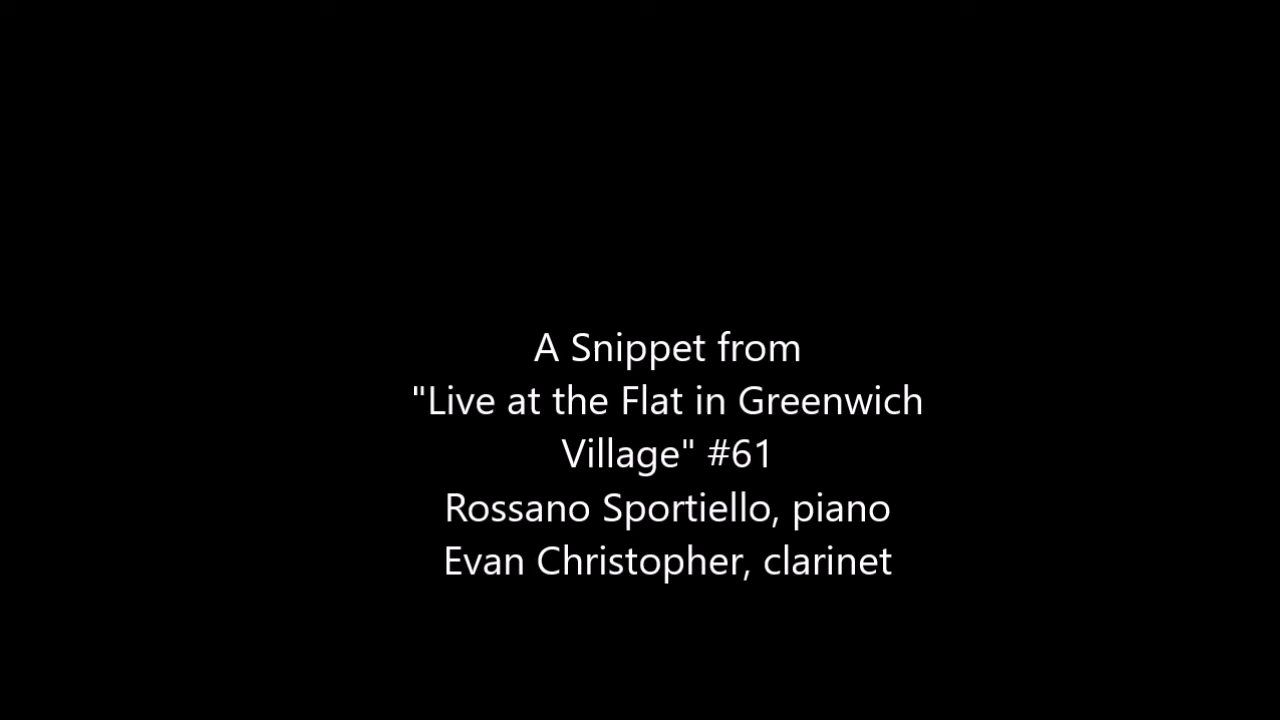 A Snippet from
"Live at the Flat in Greenwich
Village" #61
Rossano Sportiello, piano
Evan Christopher, clarinet